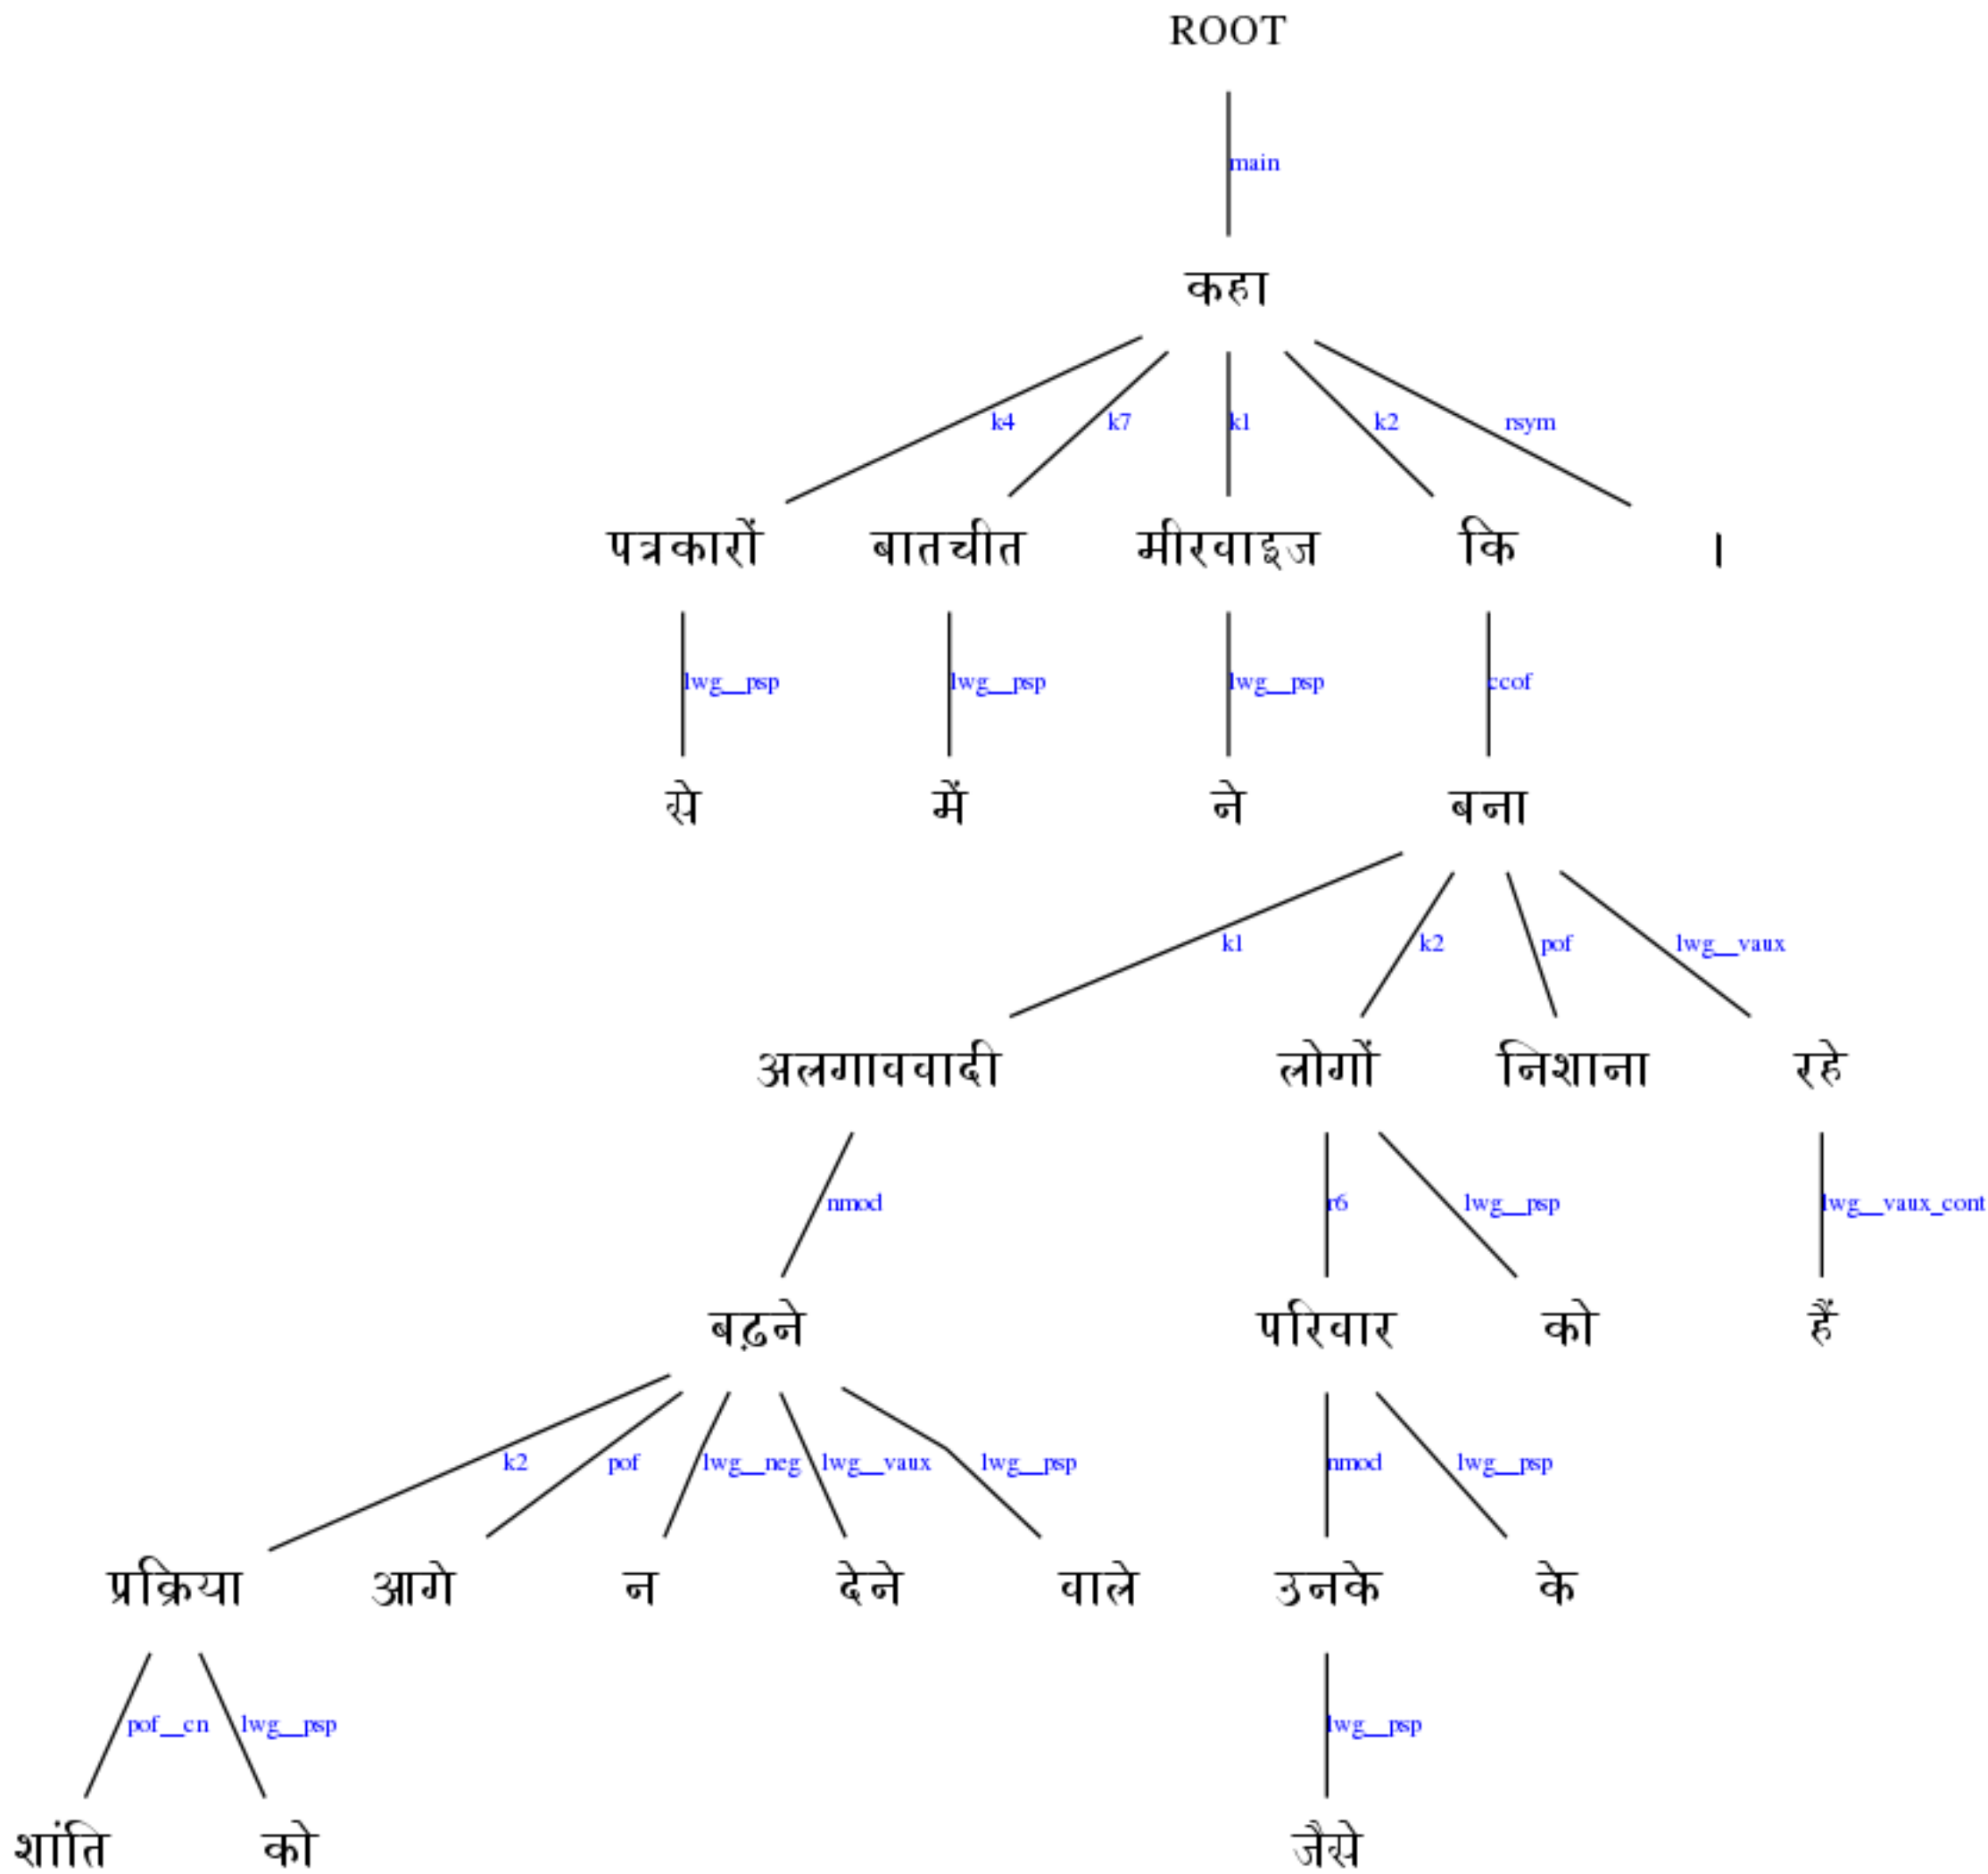 ROOT
main
कहा
k4 k7 k1 k2 rsym
पत्रकारों बातचीत मीरवाइज कि ।
lwg__psp lwg__psp lwg__psp ccof
से में ने बना
k1 k2 pof lwg__vaux
अलगाववादी लोगों निशाना रहे
nmod r6 lwg__psp lwg__vaux_cont
बढ़ने परिवार को हैं
k2 pof lwg__neg lwg__vaux lwg__psp nmod lwg__psp
प्रक्रिया आगे न देने वाले उनके के
pof__cn lwg__psp lwg__psp
शांति को जैसे